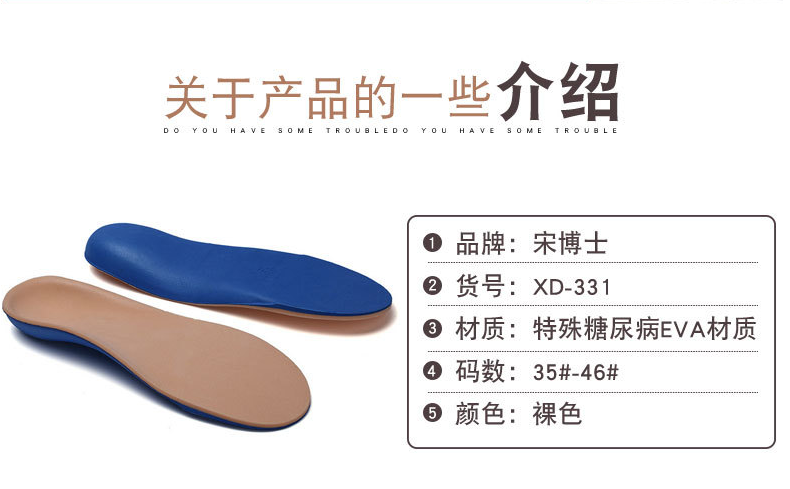 关于产品的一些介绍
DO YOU HAVE SOME TROUBLEDO YOU HAVE SOME TROUBLE
1 品牌：宋博士
2 货号：XD-331
3 材质：特殊糖尿病EVA材质
4 码数：35#-46#
5 颜色：裸色